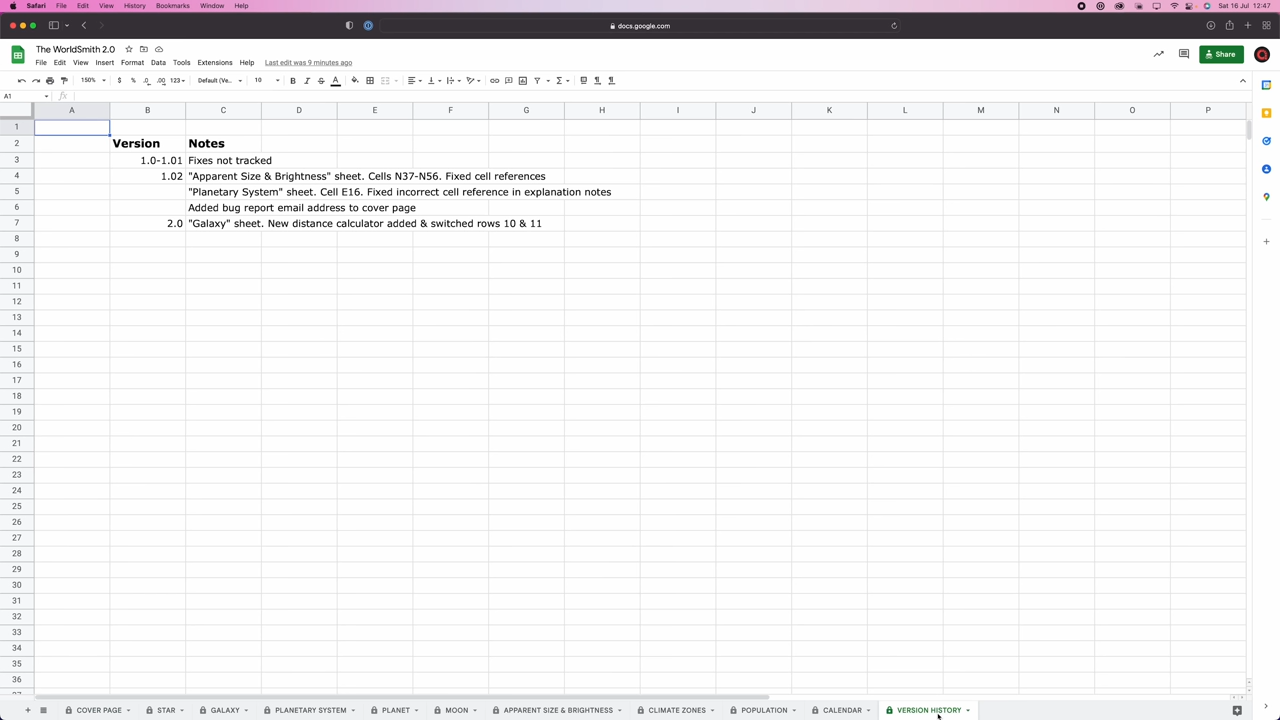 Safari File Edit View History Bookmarks Window Help Sat 16 Jul 12:47
docs.google.com
The WorldSmith 2.0
File Edit View Insert Format Data Tools Extensions Help Last edit was 9 minutes ago
Share
150% $ % .0 .00 123 Default (Ve... 10 B I S A
A1 fx
A B C D E F G H I J K L M N O P
1
2 Version Notes
3 1.0-1.01 Fixes not tracked
4 1.02 "Apparent Size & Brightness" sheet. Cells N37-N56. Fixed cell references
5 "Planetary System" sheet. Cell E16. Fixed incorrect cell reference in explanation notes
6 Added bug report email address to cover page
7 2.0 "Galaxy" sheet. New distance calculator added & switched rows 10 & 11
8
9
10
11
12
13
14
15
16
17
18
19
20
21
22
23
24
25
26
27
28
29
30
31
32
33
34
35
36
37
COVER PAGE STAR GALAXY PLANETARY SYSTEM PLANET MOON APPARENT SIZE & BRIGHTNESS CLIMATE ZONES POPULATION CALENDAR VERSION HISTORY